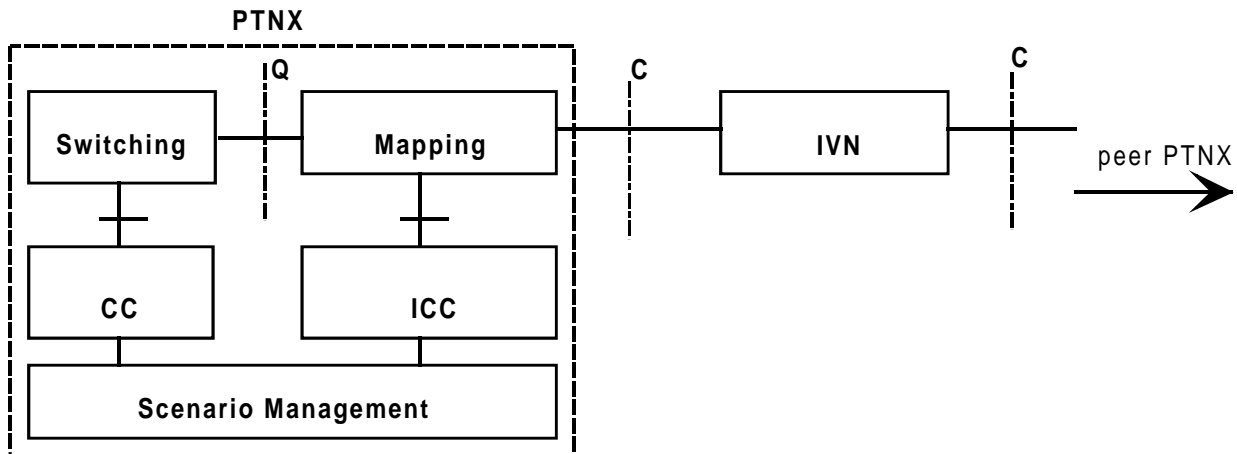 PTNX
Q
C
C
Switching
Mapping
IVN
peer PTNX
CC
ICC
Scenario Management